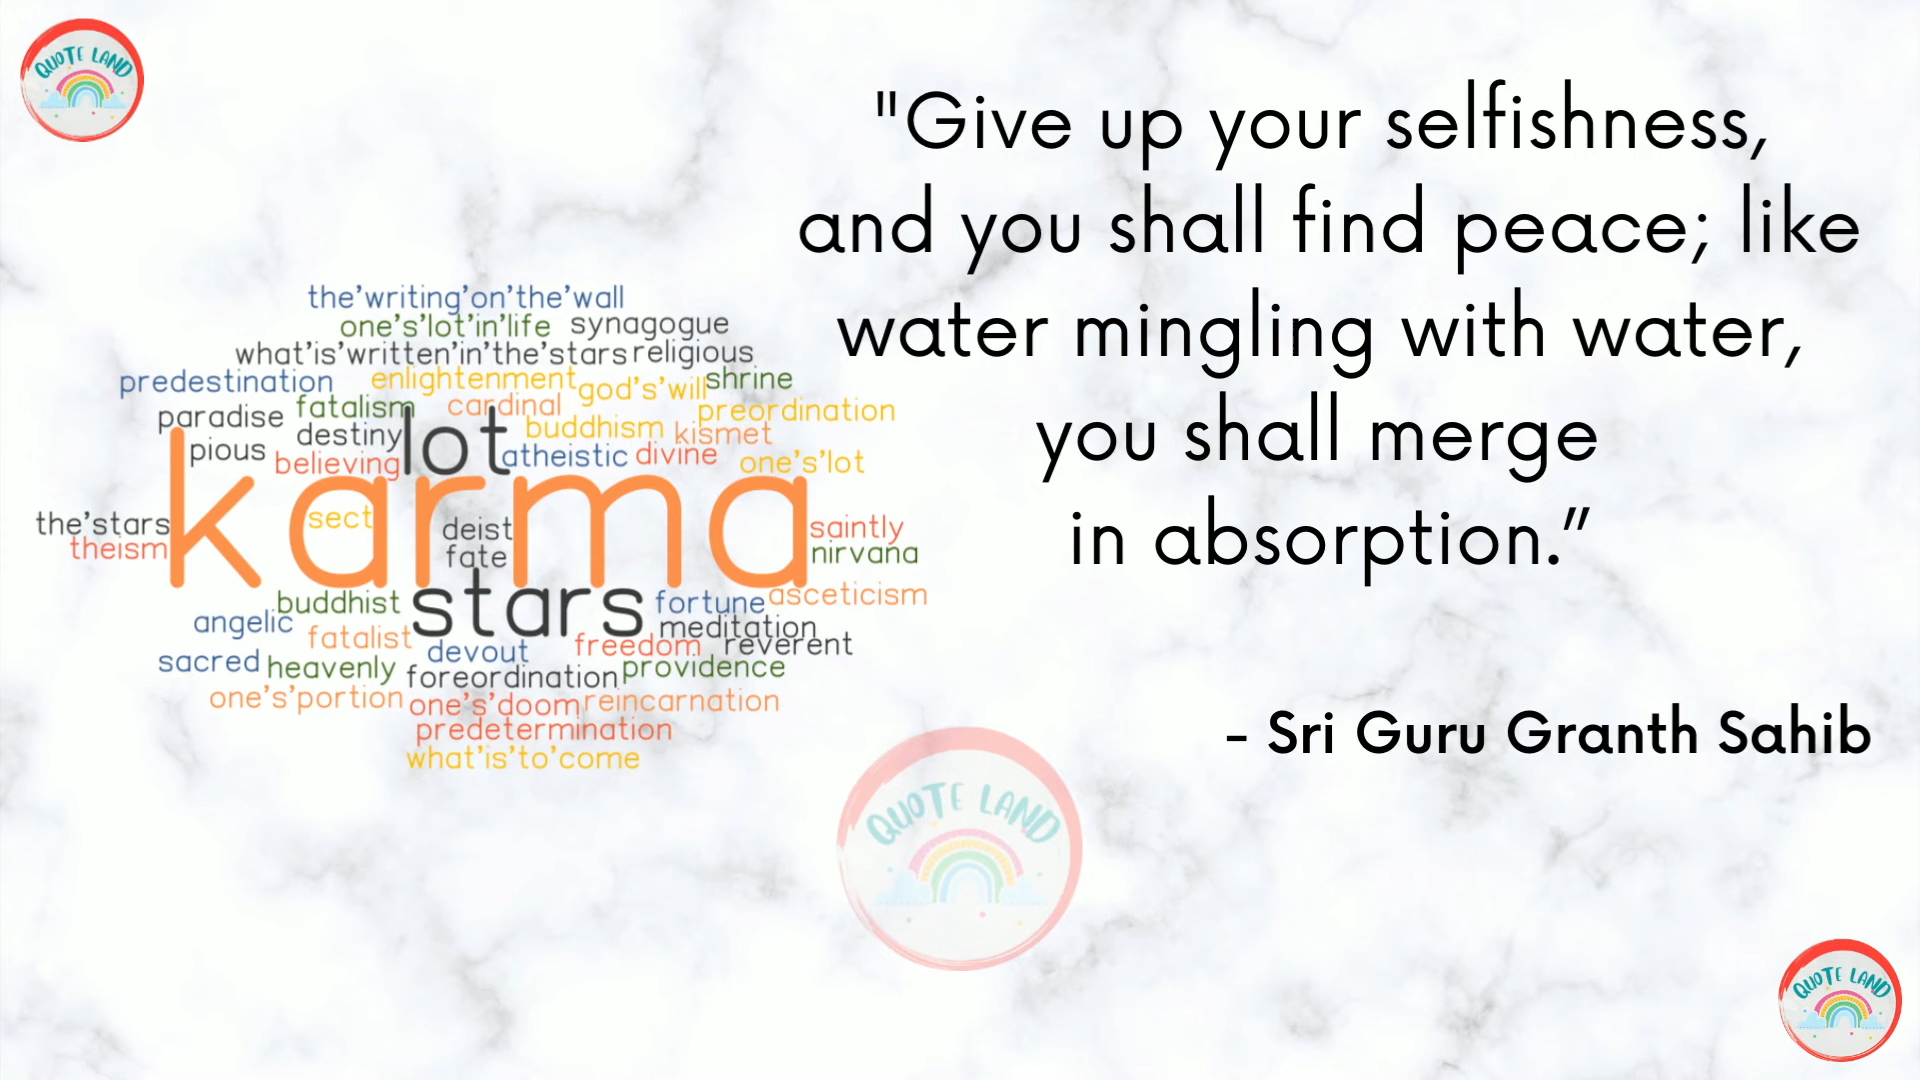 QUOTE LAND
"Give up your selfishness,
and you shall find peace; like
water mingling with water,
you shall merge
in absorption.”
- Sri Guru Granth Sahib
the’writing’on’the’wall
one’s’lot’in’life synagogue
what’is’written’in’the’stars religious
predestination enlightenment god’s’will shrine
paradise fatalism cardinal preordination
destiny lot buddhism kismet
pious believing atheistic divine one’s’lot
karma
the’stars sect deist saintly
theism fate nirvana
buddhist stars fortune asceticism
angelic fatalist meditation
sacred devout freedom reverent
heavenly foreordination providence
one’s’portion one’s’doom reincarnation
predetermination
what’is’to’come
QUOTE LAND
QUOTE LAND